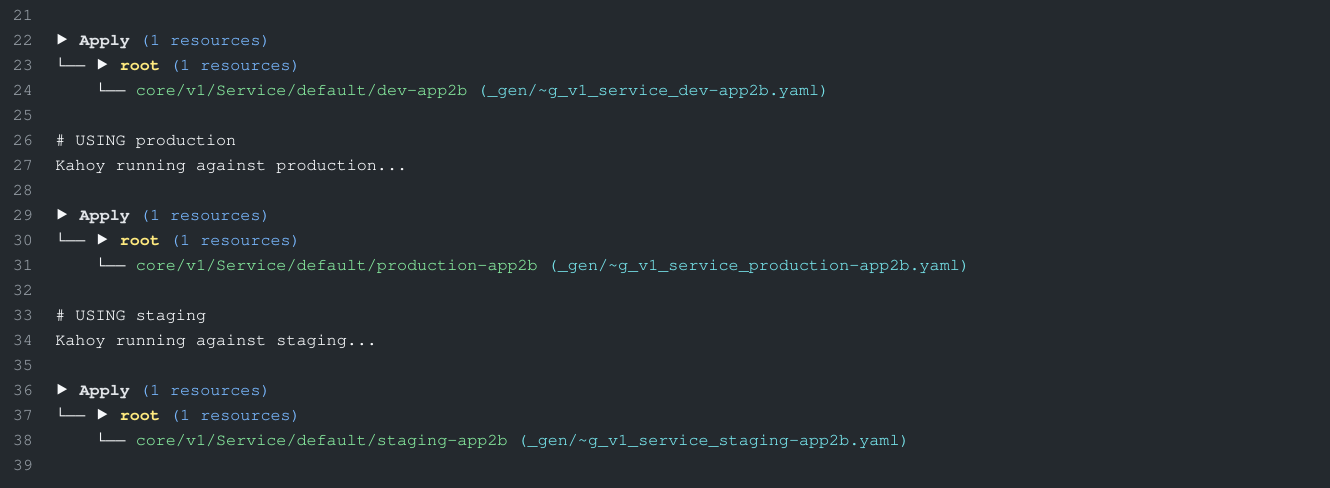 21
22 ▶ Apply (1 resources)
23 └── ▶ root (1 resources)
24     └── core/v1/Service/default/dev-app2b (_gen/~g_v1_service_dev-app2b.yaml)
25
26 # USING production
27 Kahoy running against production...
28
29 ▶ Apply (1 resources)
30 └── ▶ root (1 resources)
31     └── core/v1/Service/default/production-app2b (_gen/~g_v1_service_production-app2b.yaml)
32
33 # USING staging
34 Kahoy running against staging...
35
36 ▶ Apply (1 resources)
37 └── ▶ root (1 resources)
38     └── core/v1/Service/default/staging-app2b (_gen/~g_v1_service_staging-app2b.yaml)
39